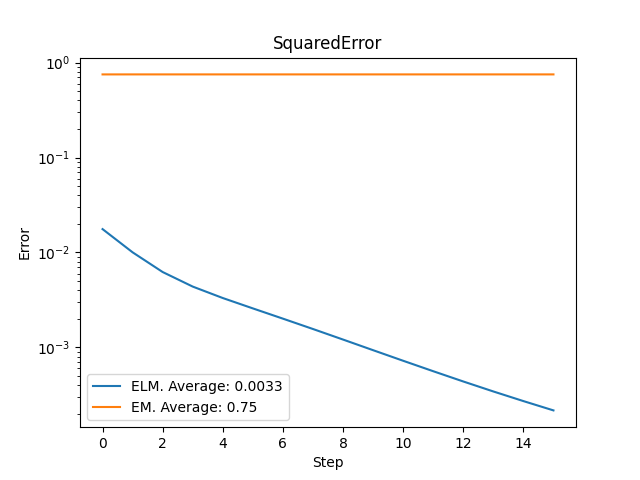 SquaredError
10⁰
10⁻¹
10⁻²
10⁻³
Error
ELM. Average: 0.0033
EM. Average: 0.75
0 2 4 6 8 10 12 14
Step